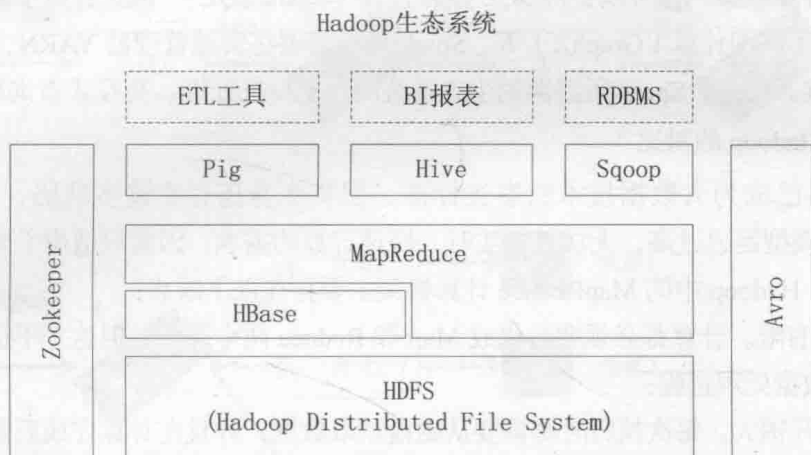 Hadoop生态系统
ETL工具
BI报表
RDBMS
Pig
Hive
Sqoop
Zookeeper
MapReduce
HBase
Avro
HDFS
(Hadoop Distributed File System)